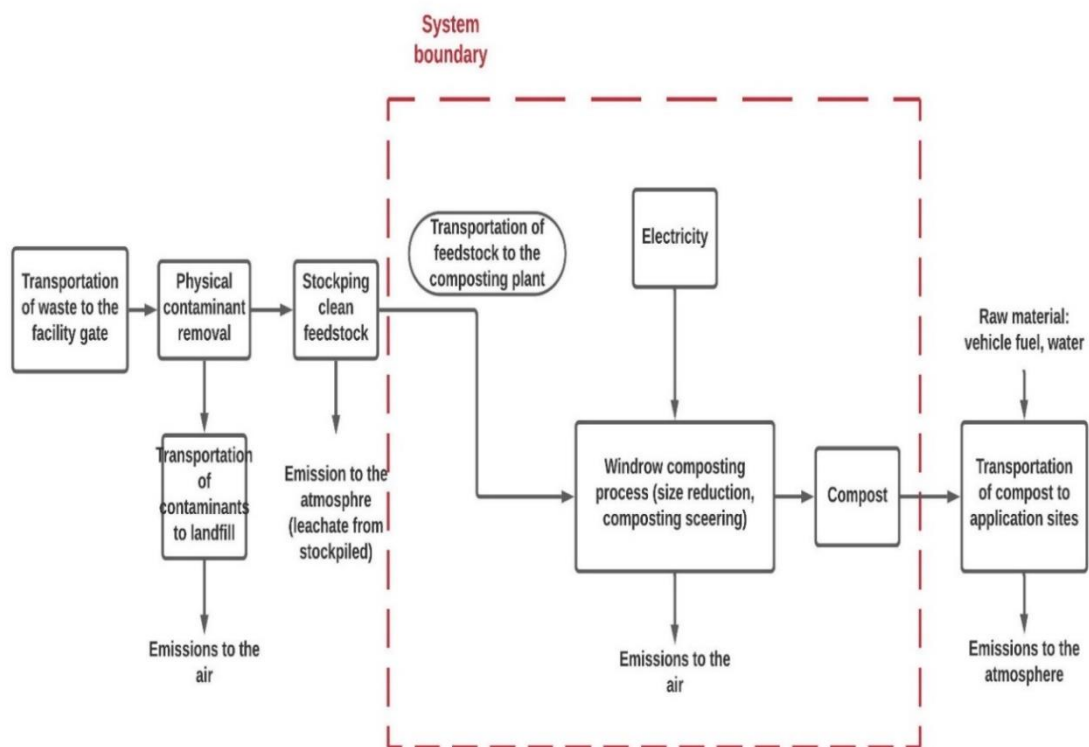 System
boundary
Transportation
of waste to the
facility gate
Physical
contaminant
removal
Stockping
clean
feedstock
Transportation of
feedstock to the
composting plant
Electricity
Raw material:
vehicle fuel, water
Transportation
of
contaminants
to landfill
Emission to the
atmosphre
(leachate from
stockpiled)
Windrow composting
process (size reduction,
composting sceering)
Compost
Transportation
of compost to
application sites
Emissions to the
air
Emissions to the
air
Emissions to the
atmosphere